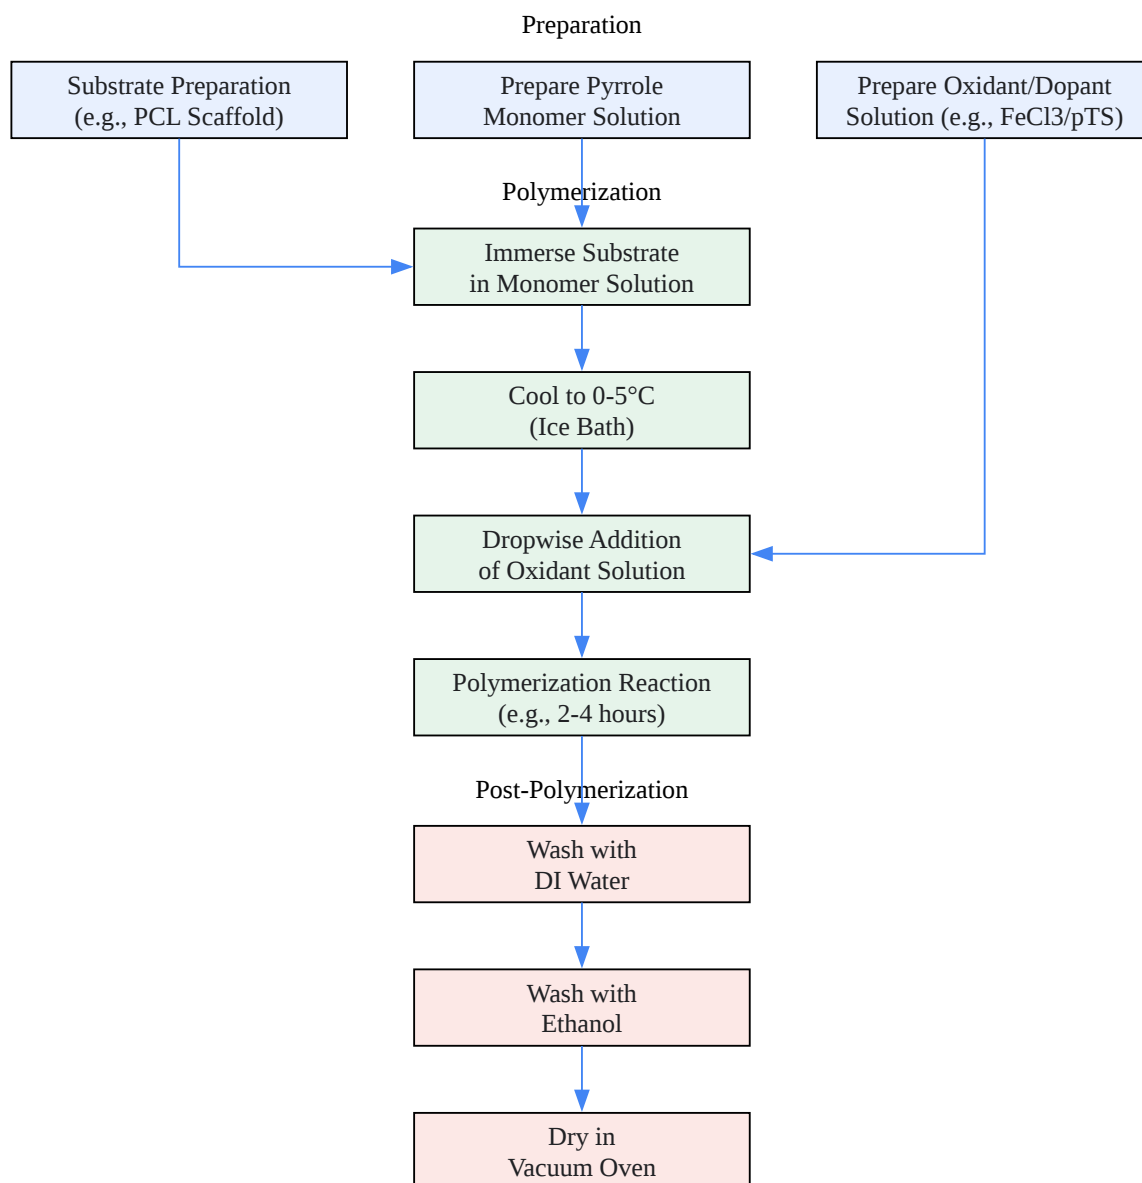 Preparation
Substrate Preparation
(e.g., PCL Scaffold)
Prepare Pyrrole
Monomer Solution
Prepare Oxidant/Dopant
Solution (e.g., FeCl3/pTS)
Polymerization
Immerse Substrate
in Monomer Solution
Cool to 0-5°C
(Ice Bath)
Dropwise Addition
of Oxidant Solution
Polymerization Reaction
(e.g., 2-4 hours)
Post-Polymerization
Wash with
DI Water
Wash with
Ethanol
Dry in
Vacuum Oven